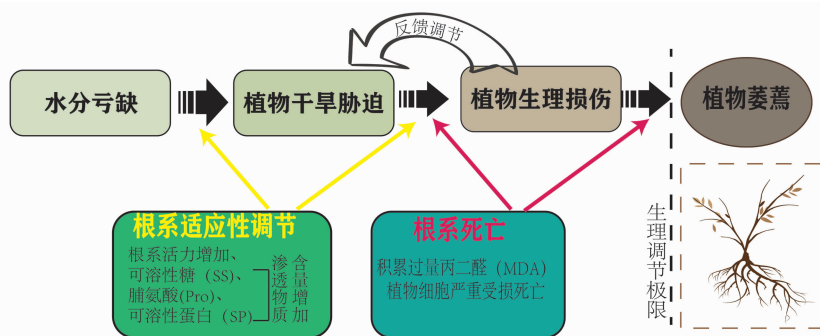 反馈调节
水分亏缺
植物干旱胁迫
植物生理损伤
植物萎蔫
根系适应性调节
根系活力增加、
可溶性糖（SS）、
脯氨酸(Pro)、
可溶性蛋白（SP）
渗透物质
含量增加
根系死亡
积累过量丙二醛（MDA）
植物细胞严重受损死亡
生理调节极限